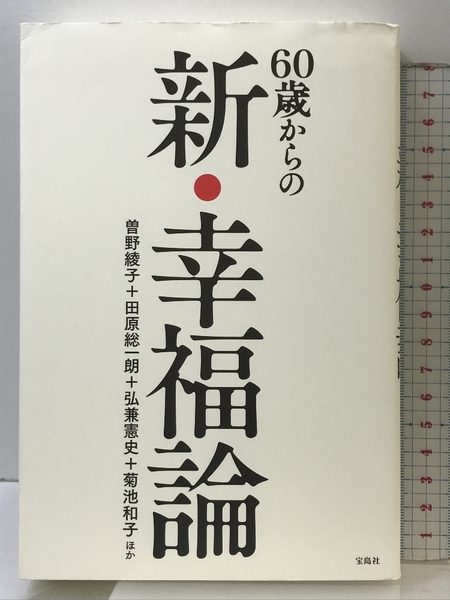 60歳からの
新・幸福論
曽野綾子＋田原総一朗＋弘兼憲史＋菊池和子ほか
宝島社